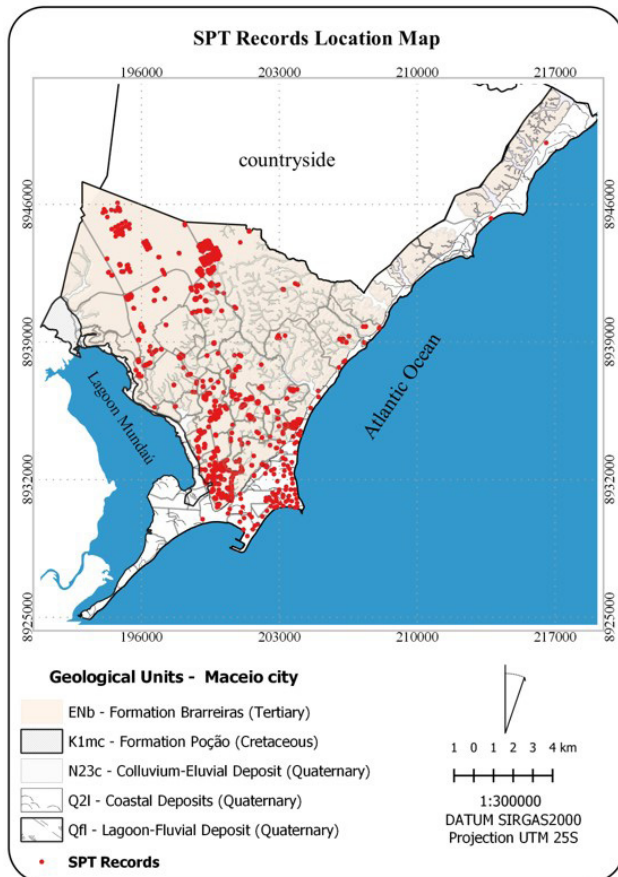 SPT Records Location Map
196000 203000 210000 217000
countryside
8946000 8946000
8939000 8939000
Lagoon Mundaú
Atlantic Ocean
8932000 8932000
8925000 8925000
196000 203000 210000 217000
Geological Units - Maceio city
ENb - Formation Brarreiras (Tertiary)
K1mc - Formation Poção (Cretaceous)
N23c - Colluvium-Eluvial Deposit (Quaternary)
Q2l - Coastal Deposits (Quaternary)
Qfl - Lagoon-Fluvial Deposit (Quaternary)
SPT Records
1 0 1 2 3 4 km
1:300000
DATUM SIRGAS2000
Projection UTM 25S